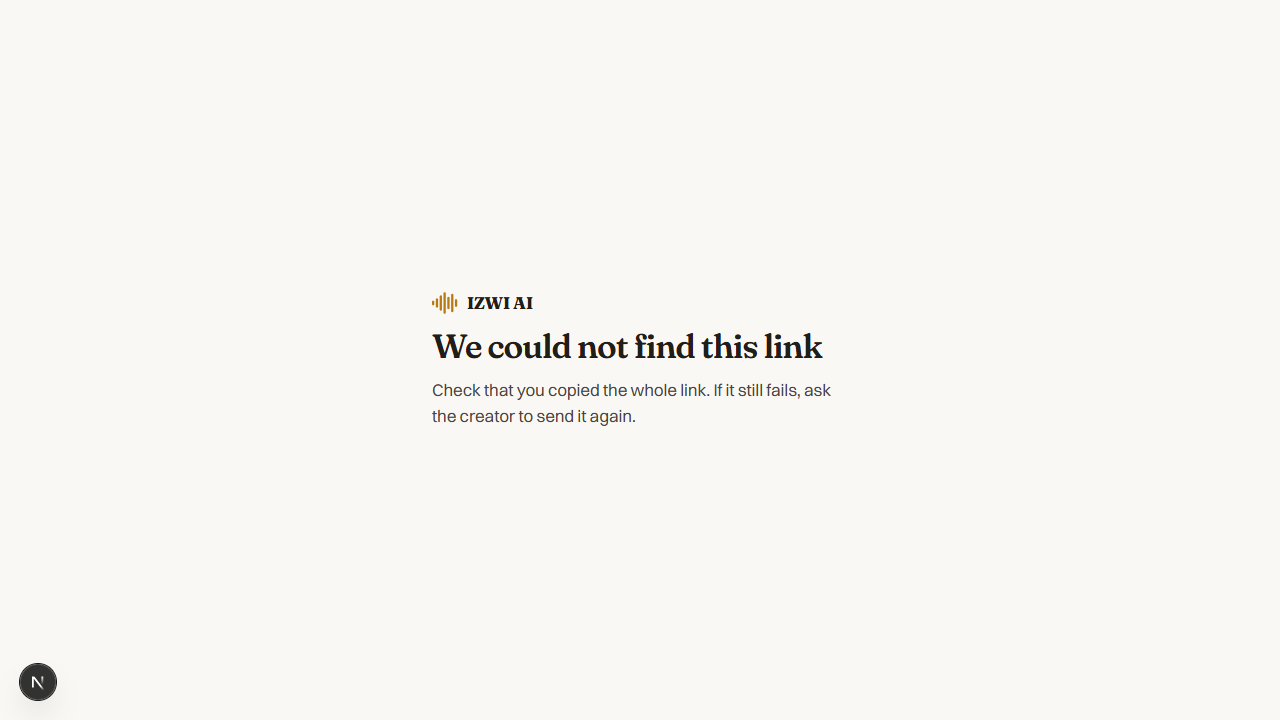 IZWI AI
We could not find this link
Check that you copied the whole link. If it still fails, ask
the creator to send it again.
N